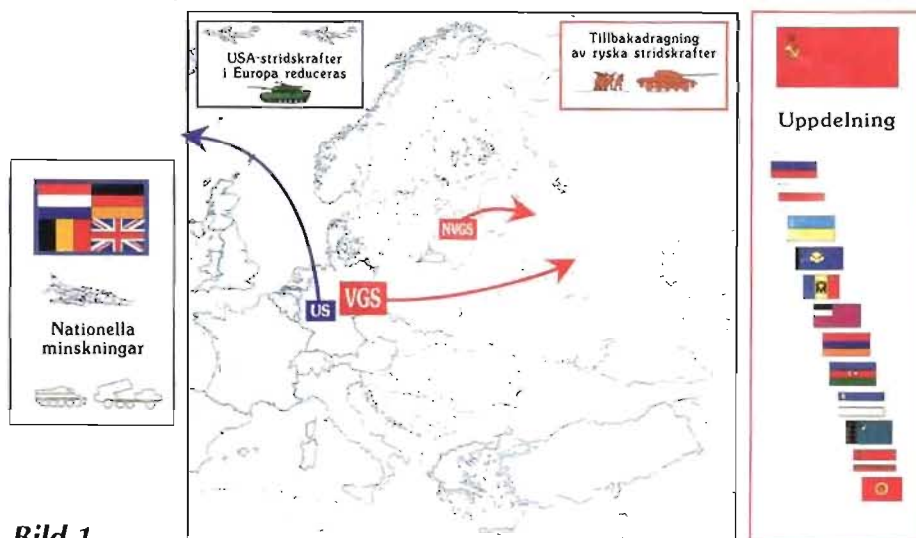 USA-stridskrafter
i Europa reduceras
Tillbakadragning
av ryska stridskrafter
Uppdelning
Nationella
minskningar
NVGS
VGS
US
Bild 1